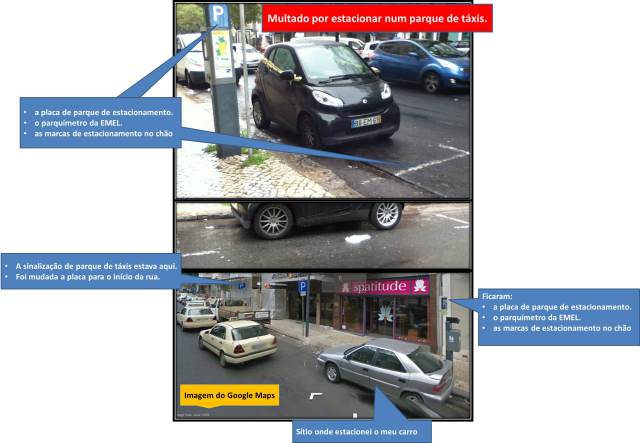 Multado por estacionar num parque de táxis.
P
• a placa de parque de estacionamento.
• o parquímetro da EMEL.
• as marcas de estacionamento no chão
• A sinalização de parque de táxis estava aqui.
• Foi mudada a placa para o início da rua.
P
spatitude
Ficaram:
• a placa de parque de estacionamento.
• o parquímetro da EMEL.
• as marcas de estacionamento no chão
Imagem do Google Maps
Sítio onde estacionei o meu carro